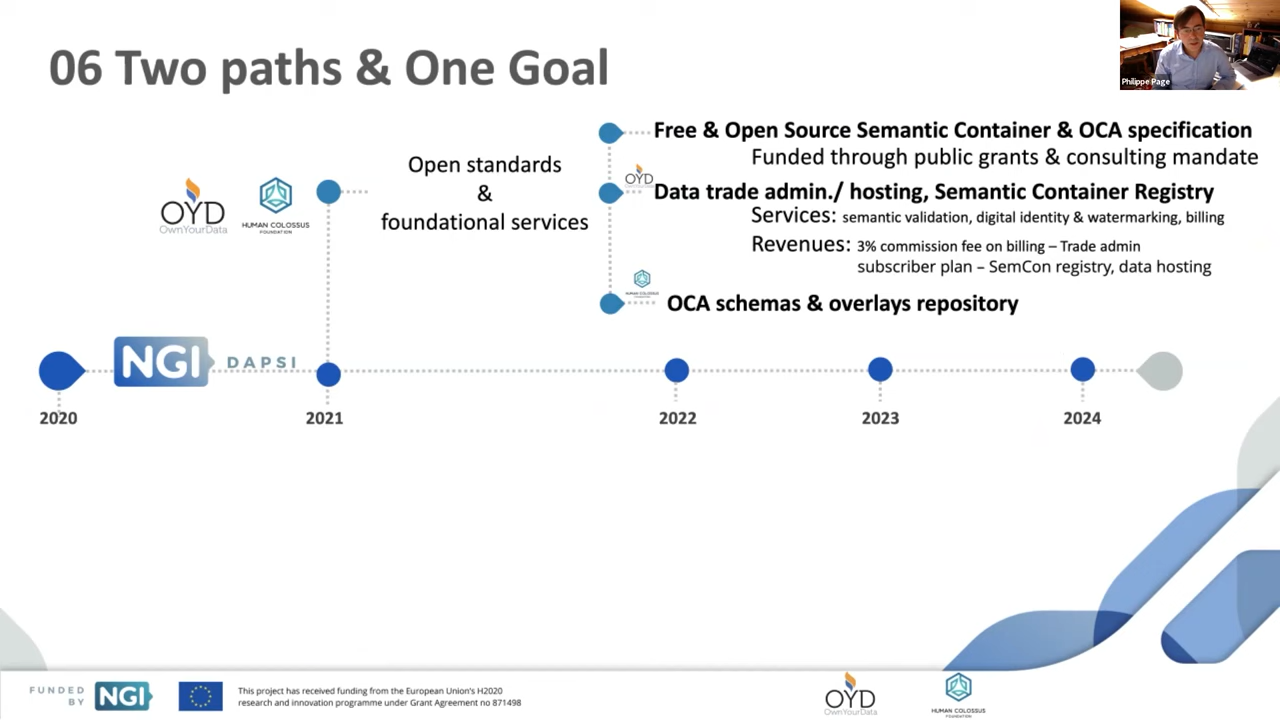 06 Two paths & One Goal
Philippe Page
Free & Open Source Semantic Container & OCA specification
Funded through public grants & consulting mandate
Open standards
&
foundational services
OYD
OwnYourData
HUMAN COLOSSUS
FOUNDATION
OYD
Data trade admin./ hosting, Semantic Container Registry
Services: semantic validation, digital identity & watermarking, billing
Revenues: 3% commission fee on billing – Trade admin
subscriber plan – SemCon registry, data hosting
HUMAN COLOSSUS
FOUNDATION
OCA schemas & overlays repository
NGI DAPSI
2020
2021
2022
2023
2024
FUNDED
BY
NGI
This project has received funding from the European Union's H2020
research and innovation programme under Grant Agreement no 871498
OYD
OwnYourData
HUMAN COLOSSUS
FOUNDATION